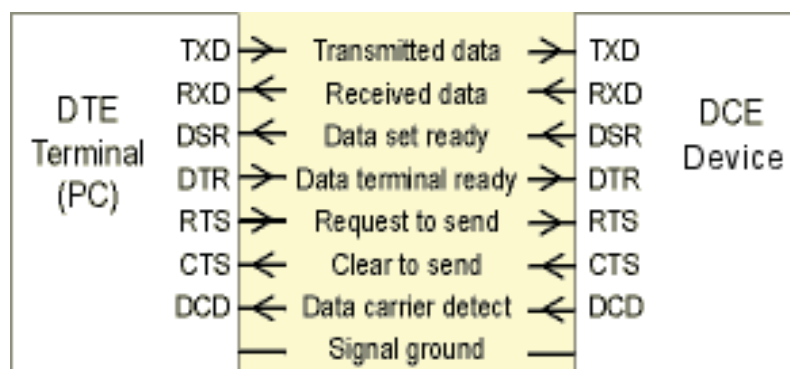 TXD Transmitted data TXD
RXD Received data RXD
DTE Terminal (PC)
DSR Data set ready DSR
DCE Device
DTR Data terminal ready DTR
RTS Request to send RTS
CTS Clear to send CTS
DCD Data carrier detect DCD
Signal ground